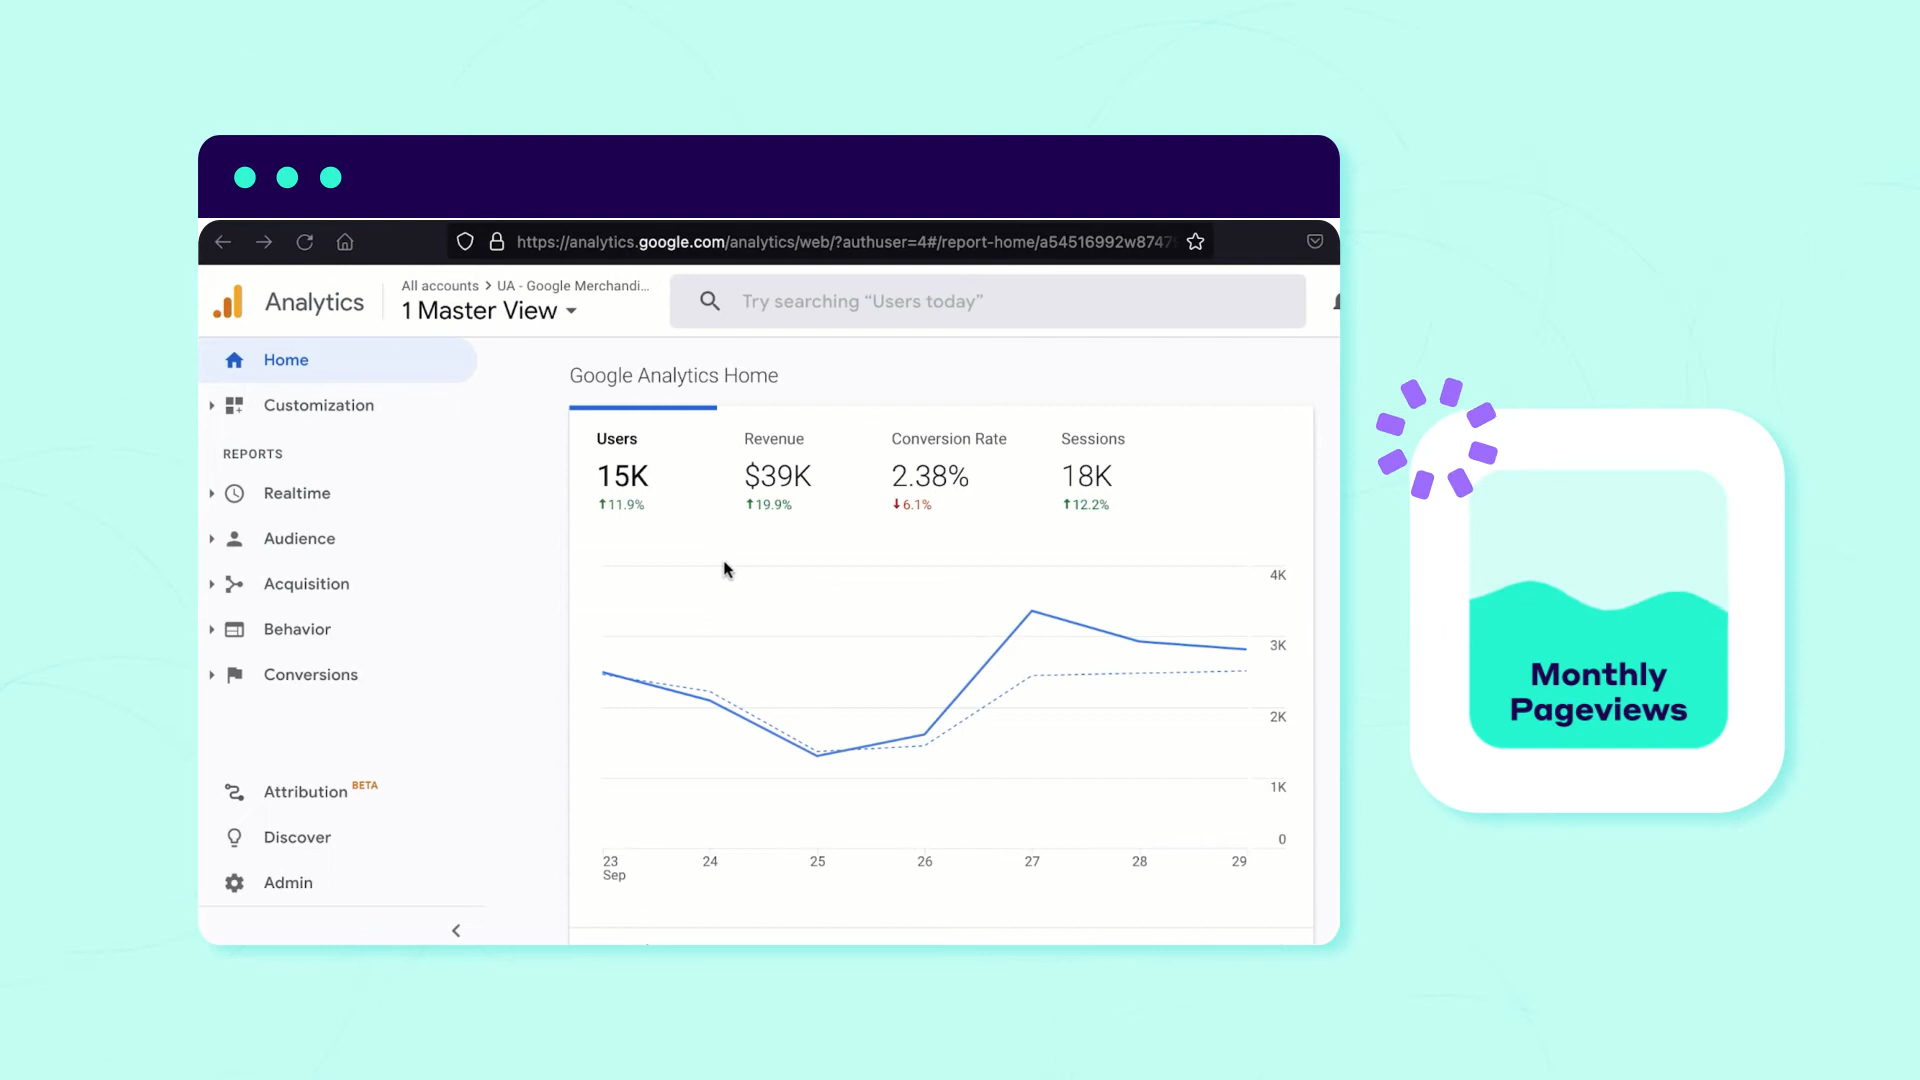 https://analytics.google.com/analytics/web/?authuser=4#/report-home/a54516992w8747
Analytics
All accounts > UA - Google Merchandi...
1 Master View
Try searching “Users today”
Home
Customization
REPORTS
Realtime
Audience
Acquisition
Behavior
Conversions
Attribution BETA
Discover
Admin
Google Analytics Home
Users Revenue Conversion Rate Sessions
15K $39K 2.38% 18K
↑11.9% ↑19.9% ↓6.1% ↑12.2%
4K
3K
2K
1K
0
23 24 25 26 27 28 29
Sep
Monthly
Pageviews